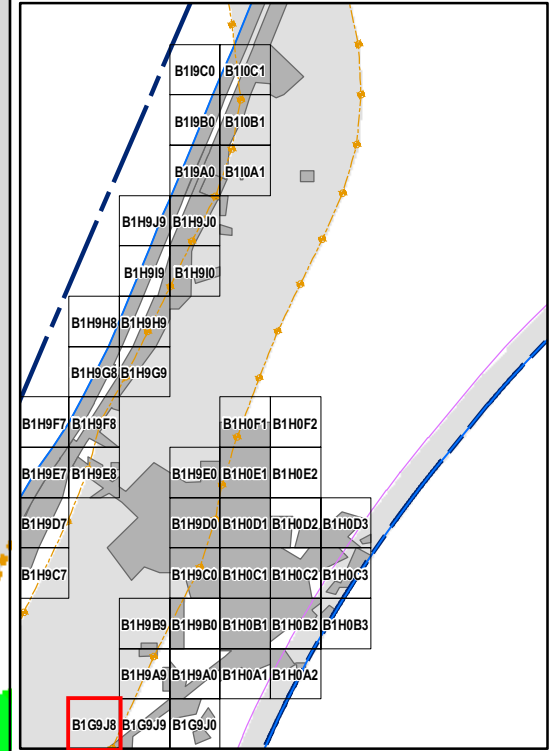 B1I9C0 B1I0C1
B1I9B0 B1I0B1
B1I9A0 B1I0A1
B1H9J9 B1H9J0
B1H9I9 B1H9I0
B1H9H8 B1H9H9
B1H9G8 B1H9G9
B1H9F7 B1H9F8 B1H0F1 B1H0F2
B1H9E7 B1H9E8 B1H9E0 B1H0E1 B1H0E2
B1H9D7 B1H9D0 B1H0D1 B1H0D2 B1H0D3
B1H9C7 B1H9C0 B1H0C1 B1H0C2 B1H0C3
B1H9B9 B1H9B0 B1H0B1 B1H0B2 B1H0B3
B1H9A9 B1H9A0 B1H0A1 B1H0A2
B1G9J8 B1G9J9 B1G9J0